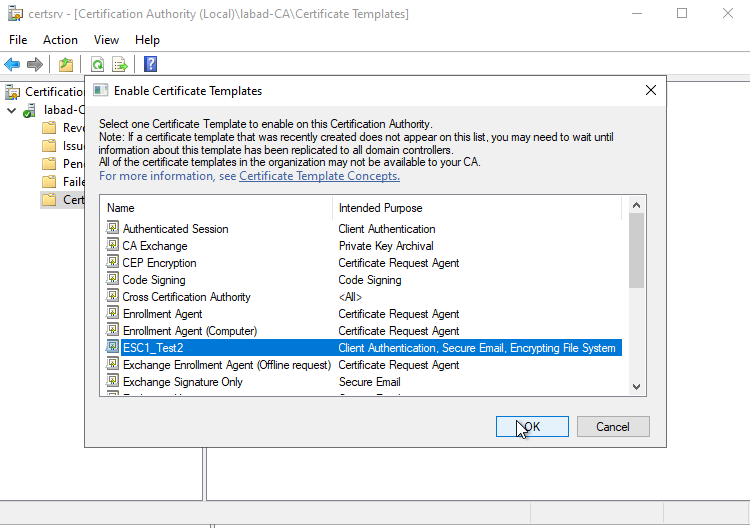 certsrv - [Certification Authority (Local)\labad-CA\Certificate Templates]
File Action View Help
Certification
labad-C
Revo
Issue
Pend
Faile
Cert
Enable Certificate Templates
Select one Certificate Template to enable on this Certification Authority.
Note: If a certificate template that was recently created does not appear on this list, you may need to wait until
information about this template has been replicated to all domain controllers.
All of the certificate templates in the organization may not be available to your CA.
For more information, see Certificate Template Concepts.
Name Intended Purpose
Authenticated Session Client Authentication
CA Exchange Private Key Archival
CEP Encryption Certificate Request Agent
Code Signing Code Signing
Cross Certification Authority <All>
Enrollment Agent Certificate Request Agent
Enrollment Agent (Computer) Certificate Request Agent
ESC1_Test2 Client Authentication, Secure Email, Encrypting File System
Exchange Enrollment Agent (Offline request) Certificate Request Agent
Exchange Signature Only Secure Email
OK Cancel